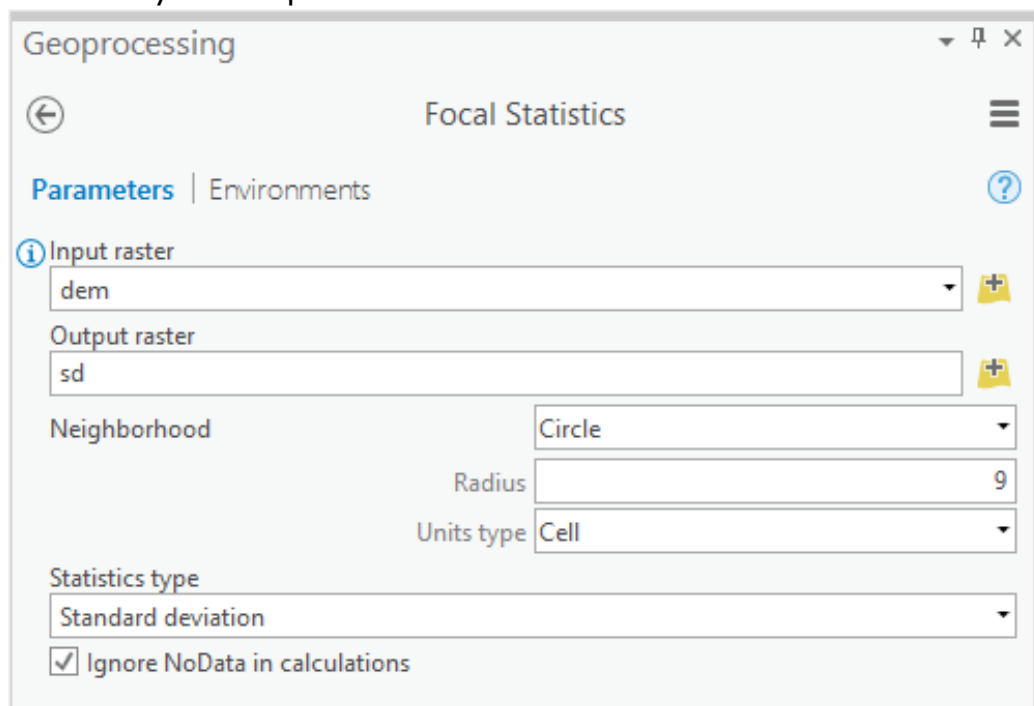 Geoprocessing
Focal Statistics
Parameters | Environments
Input raster
dem
Output raster
sd
Neighborhood Circle
Radius 9
Units type Cell
Statistics type
Standard deviation
Ignore NoData in calculations